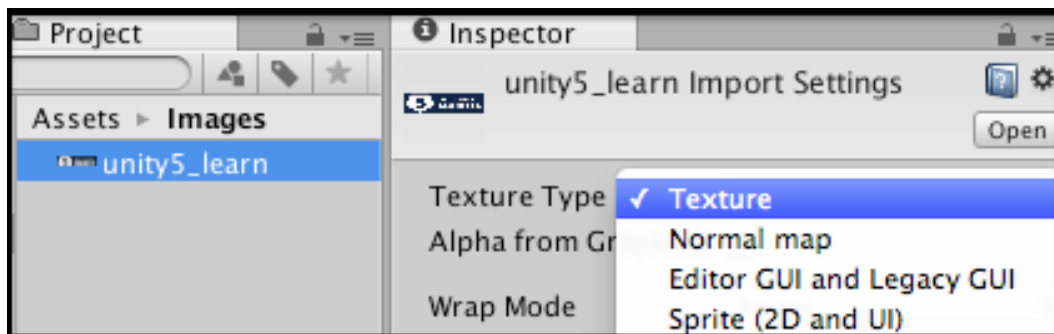 Project
Assets ▸ Images
unity5_learn
Inspector
unity5_learn Import Settings
Open
Texture Type
✓ Texture
Alpha from Gr
Normal map
Editor GUI and Legacy GUI
Wrap Mode
Sprite (2D and UI)